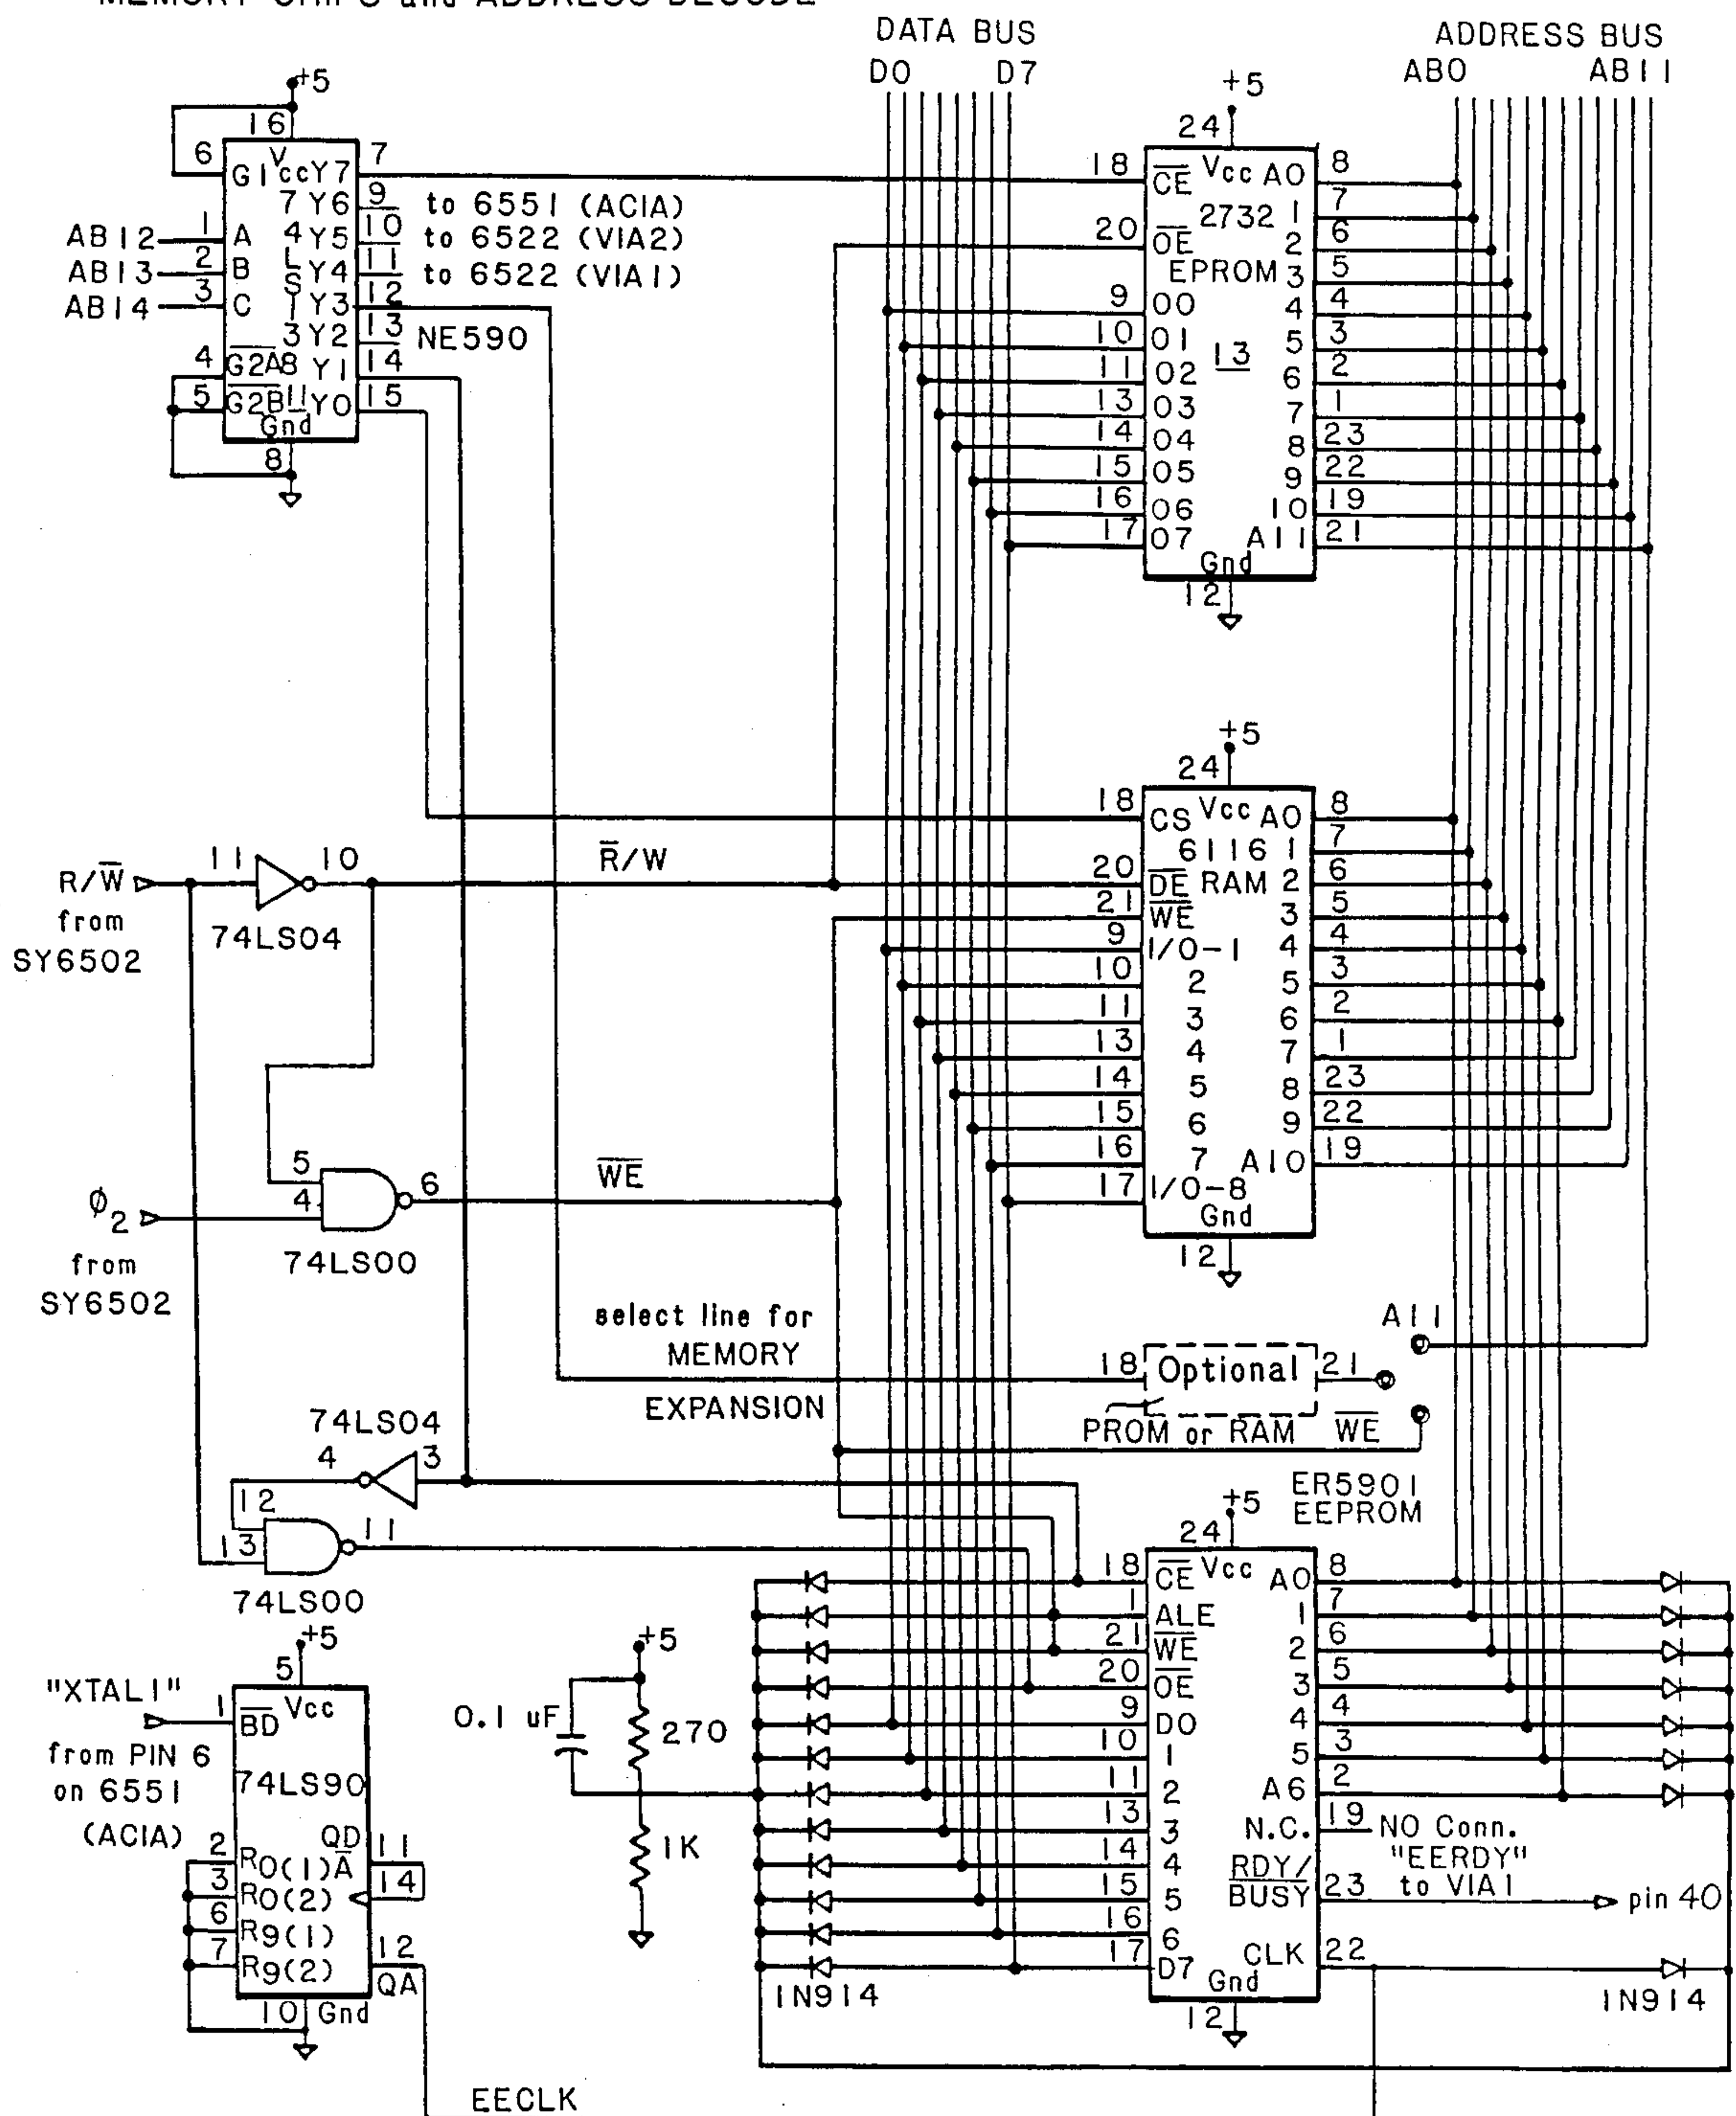 MEMORY CHIPS and ADDRESS DECODE
DATA BUS
D0 D7
ADDRESS BUS
AB0 AB11
+5
16
6 G1 Vcc Y7 7
7 Y6 9 to 6551 (ACIA)
AB12 1 A 4 Y5 10 to 6522 (VIA2)
AB13 2 B L Y4 11 to 6522 (VIA1)
AB14 3 C S Y3 12
1
3 Y2 13 NE590
4 G2A 8 Y1 14
5 G2B 11 Y0 15
Gnd
8
+5
24
18 CE Vcc A0 8
2732 1 7
20 OE 2 6
EPROM 3 5
9 O0 4 4
10 O1 13 5 3
11 O2 6 2
13 O3 7 1
14 O4 8 23
15 O5 9 22
16 O6 10 19
17 O7 A11 21
Gnd
12
+5
24
18 CS Vcc A0 8
6116 1 7
20 DE RAM 2 6
21 WE 3 5
9 I/O-1 4 4
10 2 5 3
11 3 6 2
13 4 7 1
14 5 8 23
15 6 9 22
16 7 A10 19
17 I/O-8
Gnd
12
R/W̅ 11 10 R̅/W
from
SY6502
74LS04
5
4 6 WE
Φ2
74LS00
from
SY6502
select line for
MEMORY
EXPANSION
18 Optional 21
A11
PROM or RAM WE
74LS04
4 3
12
13 11
74LS00
ER5901
EEPROM
+5
24
18 CE Vcc A0 8
1 ALE 1 7
21 WE 2 6
20 OE 3 5
9 D0 4 4
10 1 5 3
11 2 A6 2
13 3 N.C. 19 NO Conn.
14 4 RDY/ "EERDY"
15 5 BUSY 23 to VIA1 pin 40
16 6
17 D7 CLK 22
Gnd
12
1N914
1N914
+5
0.1 uF
270
1K
+5
5
"XTAL1"
1 BD Vcc
from PIN 6
on 6551
(ACIA)
74LS90
QD 11
2 R0(1) A
3 R0(2) 14
6 R9(1)
7 R9(2) 12
QA
10 Gnd
EECLK